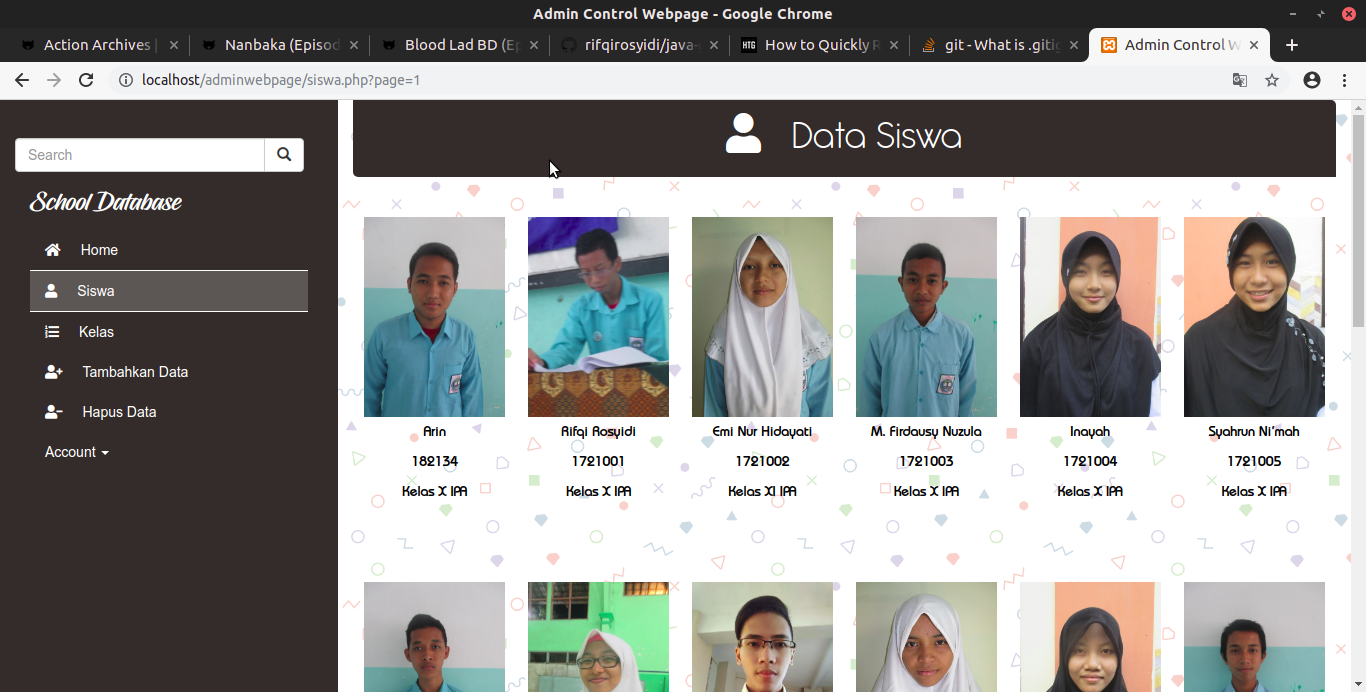 Admin Control Webpage - Google Chrome
Action Archives |
Nanbaka (Episod
Blood Lad BD (Ep
rifqirosyidi/java-
HTG How to Quickly R
git - What is .gitig
Admin Control W
localhost/adminwebpage/siswa.php?page=1
Search
School Database
Home
Siswa
Kelas
Tambahkan Data
Hapus Data
Account
Data Siswa
Arin
182134
Kelas X IPA
Rifqi Rosyidi
1721001
Kelas X IPA
Emi Nur Hidayati
1721002
Kelas XI IPA
M. Firdausy Nuzula
1721003
Kelas X IPA
Inayah
1721004
Kelas X IPA
Syahrun Ni'mah
1721005
Kelas X IPA